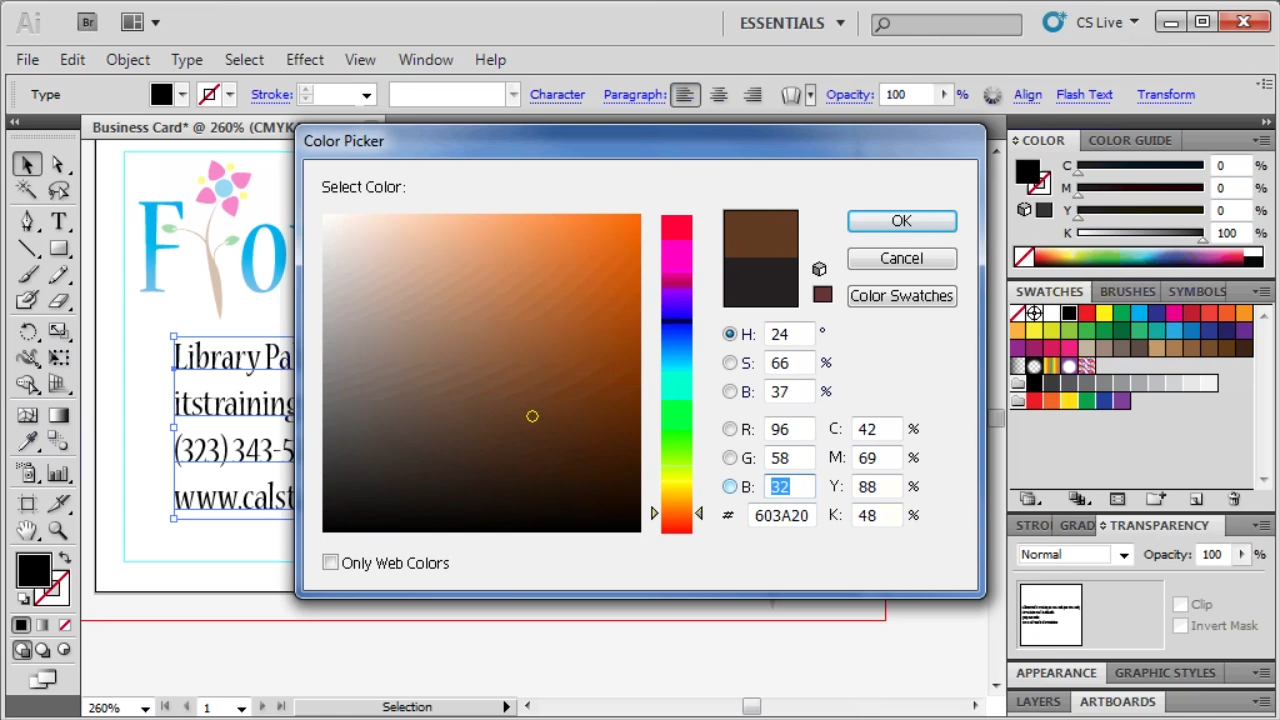 Ai Br ESSENTIALS CS Live
File Edit Object Type Select Effect View Window Help
Type Stroke: Character Paragraph: Opacity: 100 % Align Flash Text Transform
Business Card* @ 260% (CMYK
Color Picker
Select Color:
OK
Cancel
Color Swatches
H: 24 °
S: 66 %
B: 37 %
R: 96 C: 42 %
G: 58 M: 69 %
B: 32 Y: 88 %
# 603A20 K: 48 %
Only Web Colors
Flo
Library Pa
itstraining
(323) 343-5
www.calst
COLOR COLOR GUIDE
C 0 %
M 0 %
Y 0 %
K 100 %
SWATCHES BRUSHES SYMBOLS
STRO GRAD TRANSPARENCY
Normal Opacity: 100 %
Clip
Invert Mask
APPEARANCE GRAPHIC STYLES
LAYERS ARTBOARDS
260% 1 Selection